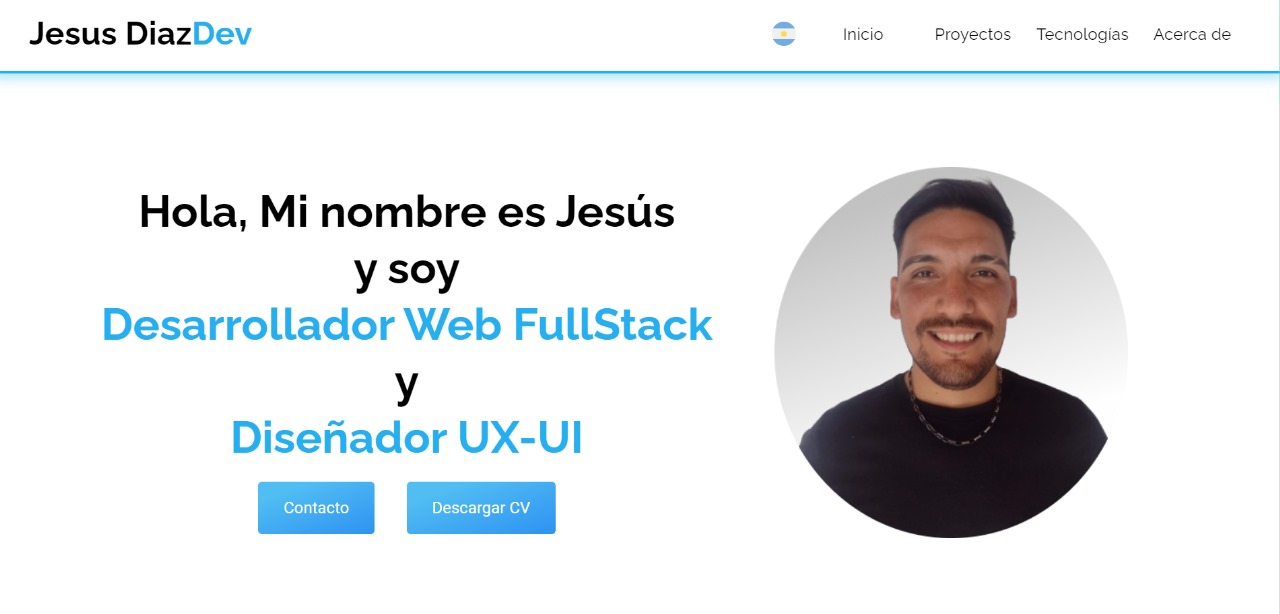 Jesus DiazDev
Inicio
Proyectos
Tecnologías
Acerca de
Hola, Mi nombre es Jesús
y soy
Desarrollador Web FullStack
y
Diseñador UX-UI
Contacto
Descargar CV